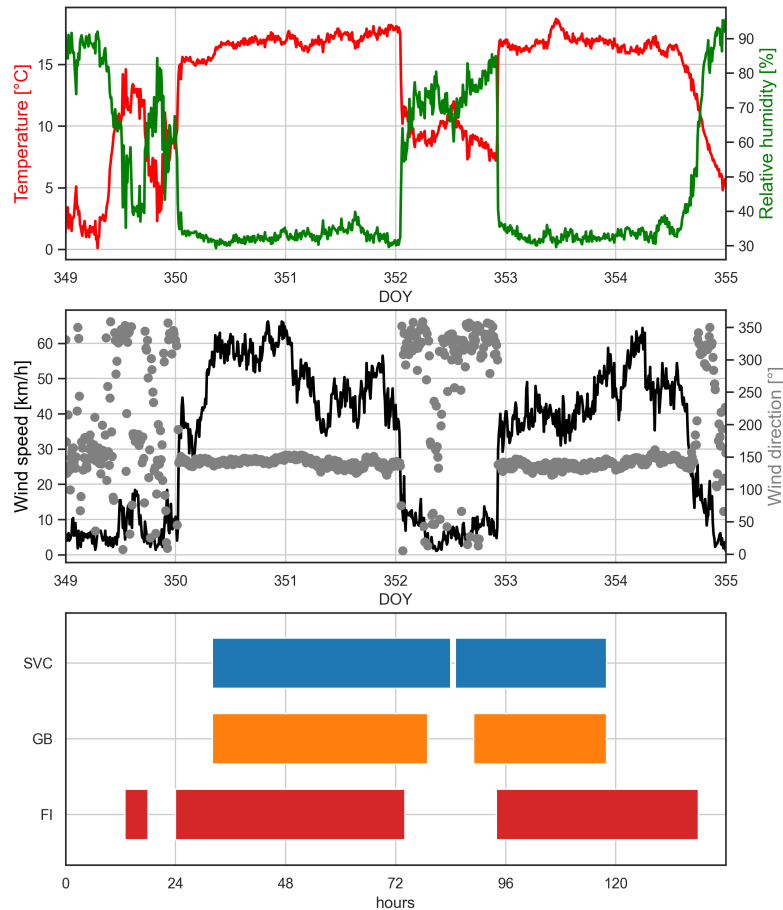 Temperature [°C]
15
10
5
0
90
80
70
60
50
40
30
Relative humidity [%]
349 350 351 352 353 354 355
DOY
Wind speed [km/h]
60
50
40
30
20
10
0
350
300
250
200
150
100
50
0
Wind direction [°]
349 350 351 352 353 354 355
DOY
SVC
GB
FI
0 24 48 72 96 120
hours